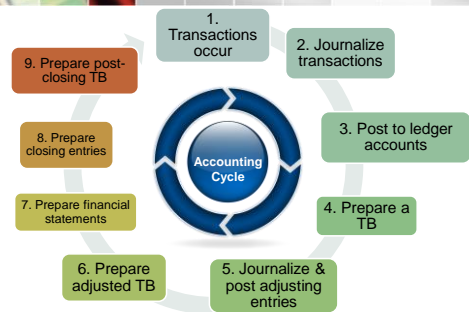 1.
Transactions
occur
2. Journalize
transactions
3. Post to ledger
accounts
4. Prepare a
TB
5. Journalize &
post adjusting
entries
6. Prepare
adjusted TB
7. Prepare financial
statements
8. Prepare
closing entries
9. Prepare post-
closing TB
Accounting
Cycle